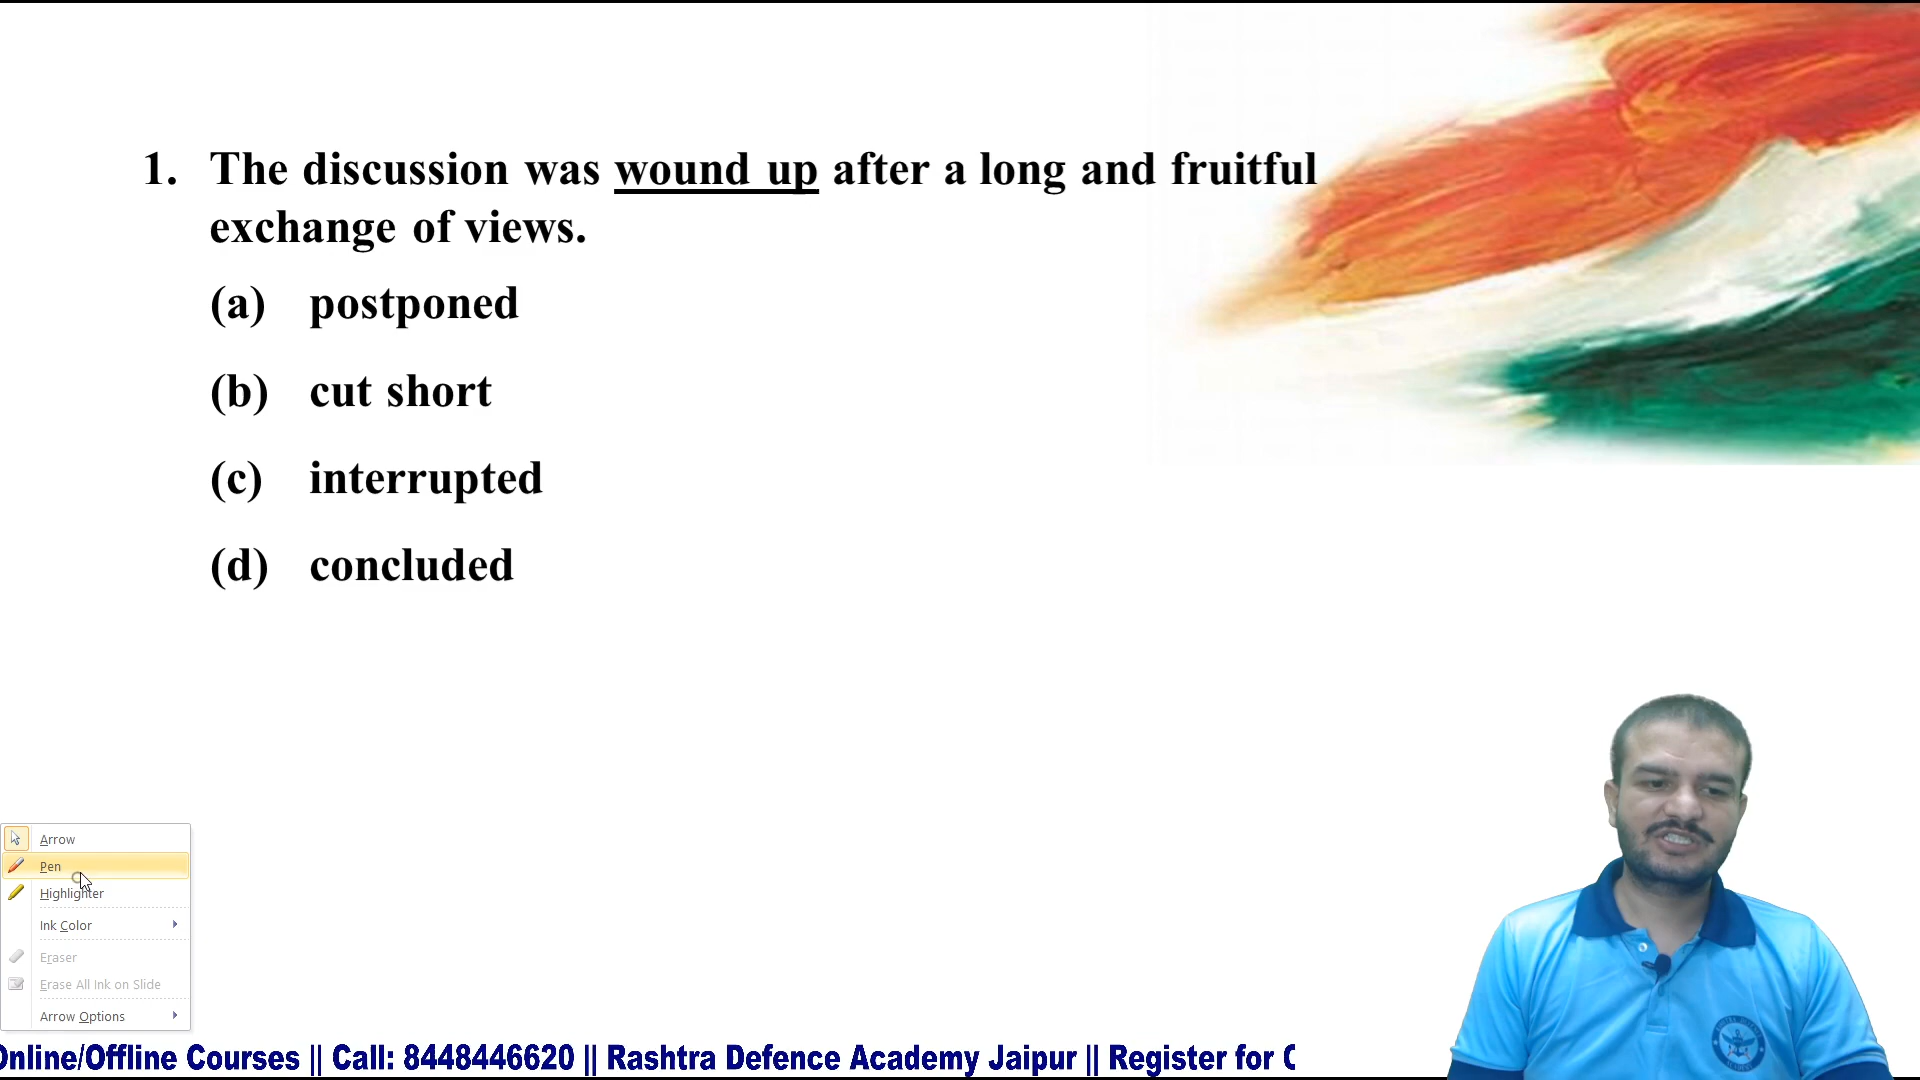 1. The discussion was wound up after a long and fruitful
exchange of views.
(a) postponed
(b) cut short
(c) interrupted
(d) concluded
Arrow
Pen
Highlighter
Ink Color
Eraser
Erase All Ink on Slide
Arrow Options
Online/Offline Courses || Call: 8448446620 || Rashtra Defence Academy Jaipur || Register for